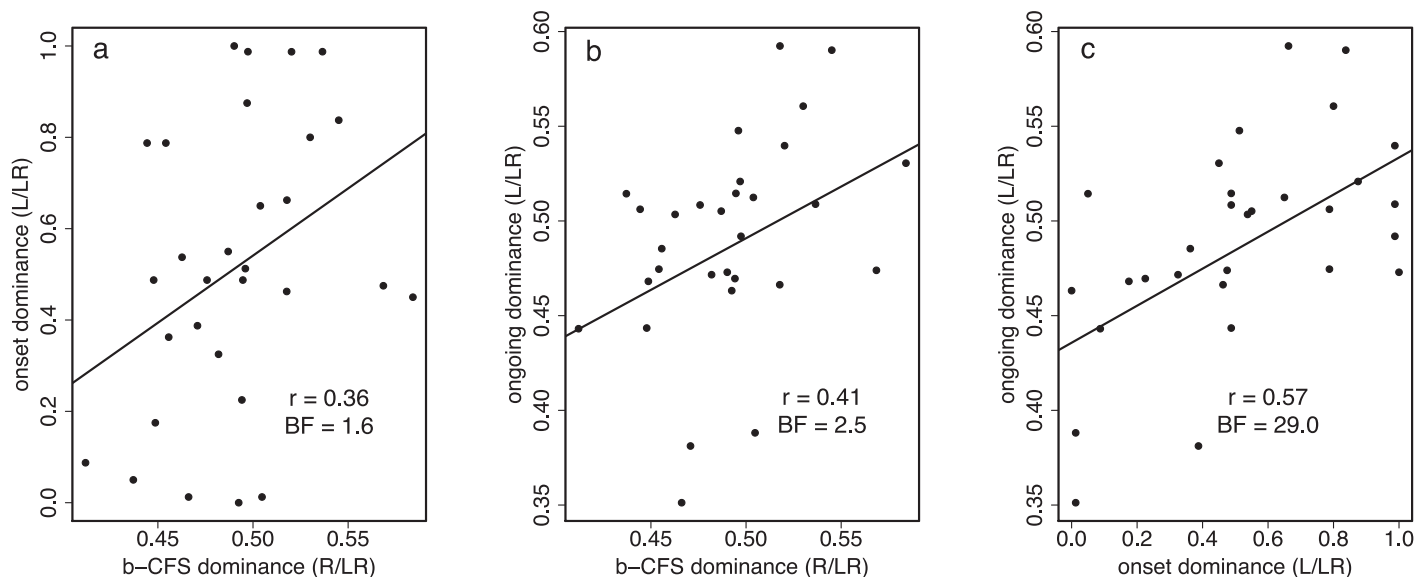 a
onset dominance (L/LR)
1.0
0.8
0.6
0.4
0.2
0.0
r = 0.36
BF = 1.6
0.45 0.50 0.55
b−CFS dominance (R/LR)
b
ongoing dominance (L/LR)
0.60
0.55
0.50
0.45
0.40
0.35
r = 0.41
BF = 2.5
0.45 0.50 0.55
b−CFS dominance (R/LR)
c
ongoing dominance (L/LR)
0.60
0.55
0.50
0.45
0.40
0.35
r = 0.57
BF = 29.0
0.0 0.2 0.4 0.6 0.8 1.0
onset dominance (L/LR)